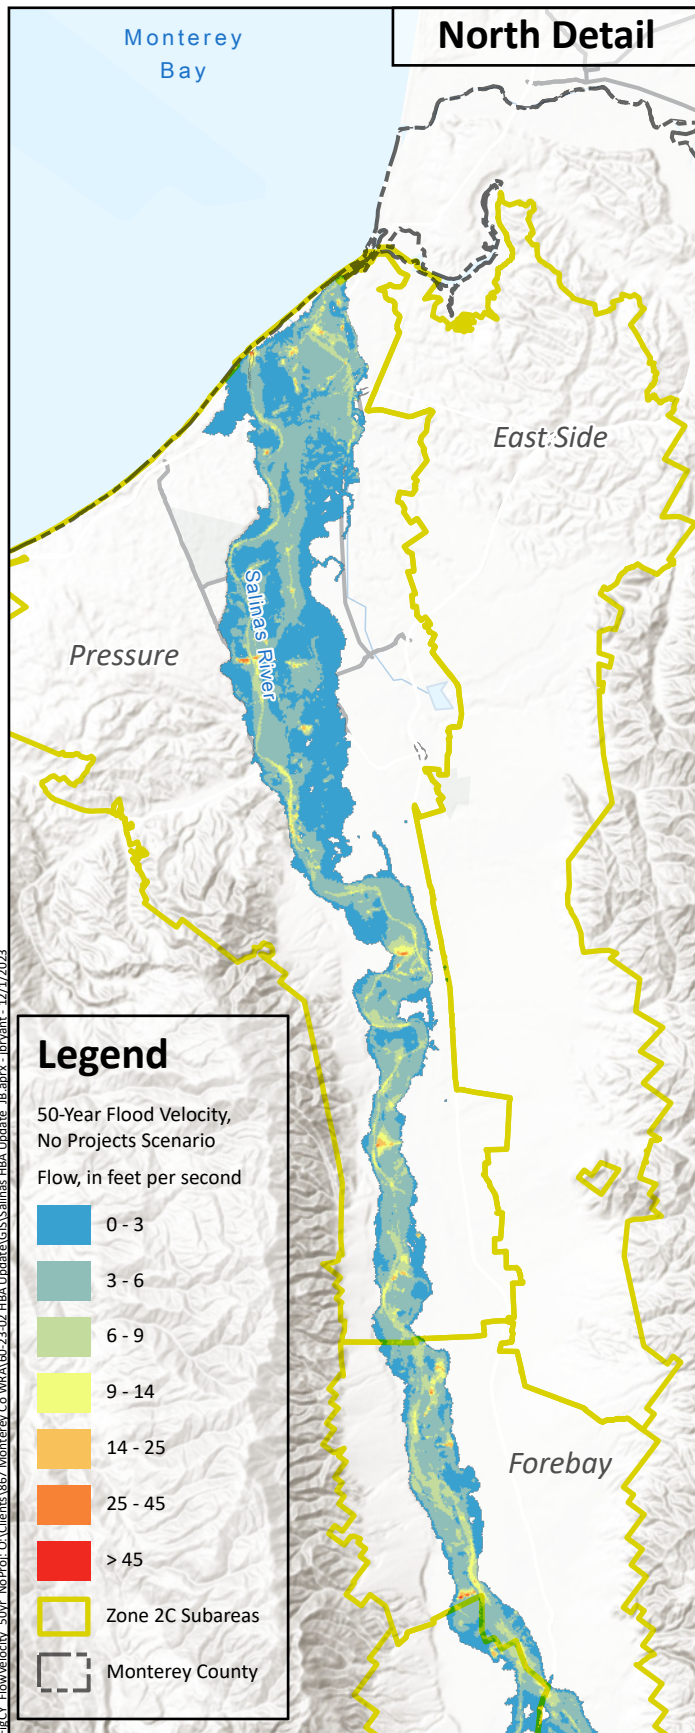 North Detail
Monterey
Bay
East Side
Salinas River
Pressure
Forebay
Legend
50-Year Flood Velocity,
No Projects Scenario
Flow, in feet per second
0 - 3
3 - 6
6 - 9
9 - 14
14 - 25
25 - 45
> 45
Zone 2C Subareas
Monterey County